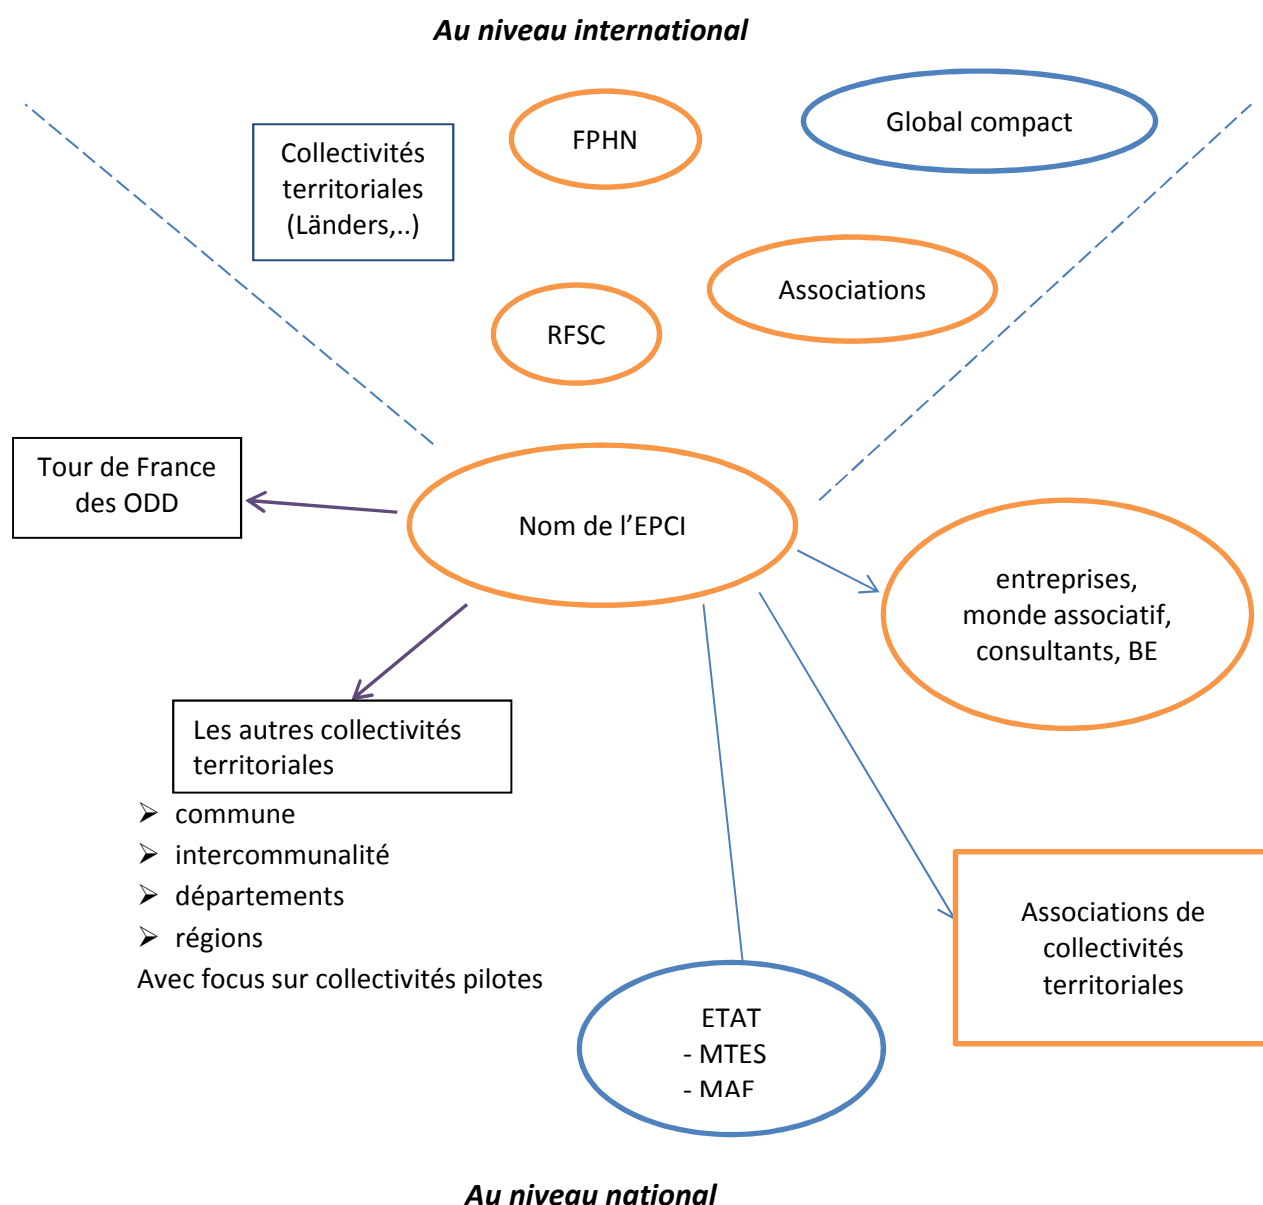 Au niveau international
FPHN
Global compact
Collectivités
territoriales
(Länders,..)
Associations
RFSC
Tour de France
des ODD
Nom de l’EPCI
entreprises,
monde associatif,
consultants, BE
Les autres collectivités
territoriales
➢ commune
➢ intercommunalité
➢ départements
➢ régions
Avec focus sur collectivités pilotes
Associations de
collectivités
territoriales
ETAT
- MTES
- MAF
Au niveau national